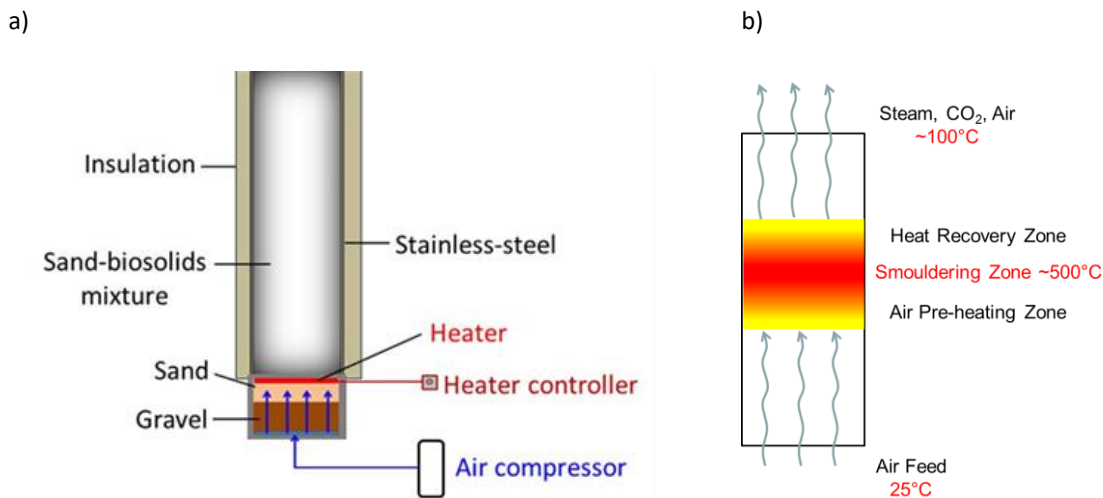 a)
Insulation
Sand-biosolids
mixture
Stainless-steel
Heater
Sand
Heater controller
Gravel
Air compressor
b)
Steam, CO₂, Air
~100°C
Heat Recovery Zone
Smouldering Zone ~500°C
Air Pre-heating Zone
Air Feed
25°C